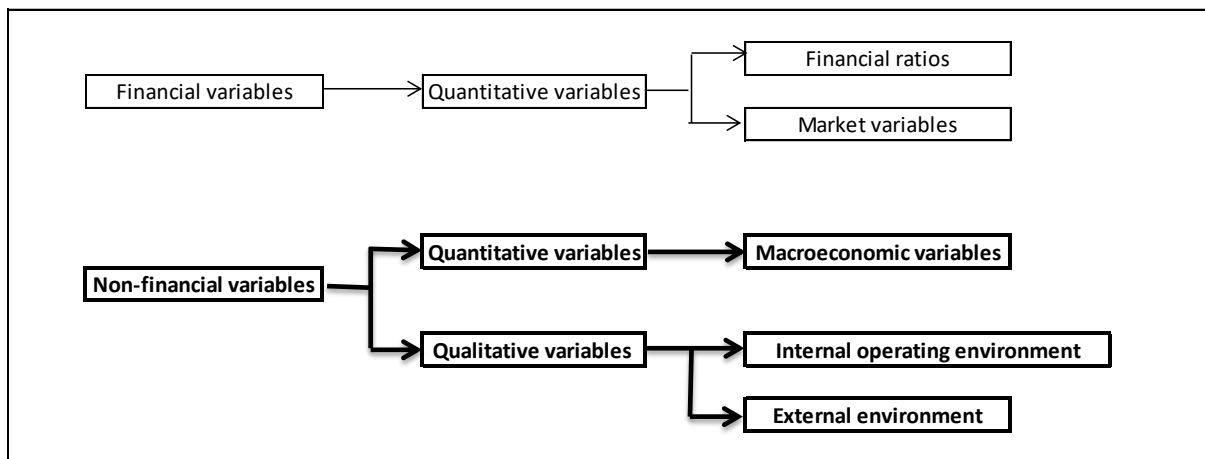 Financial ratios
Financial variables
Quantitative variables
Market variables
Quantitative variables
Macroeconomic variables
Non-financial variables
Qualitative variables
Internal operating environment
External environment